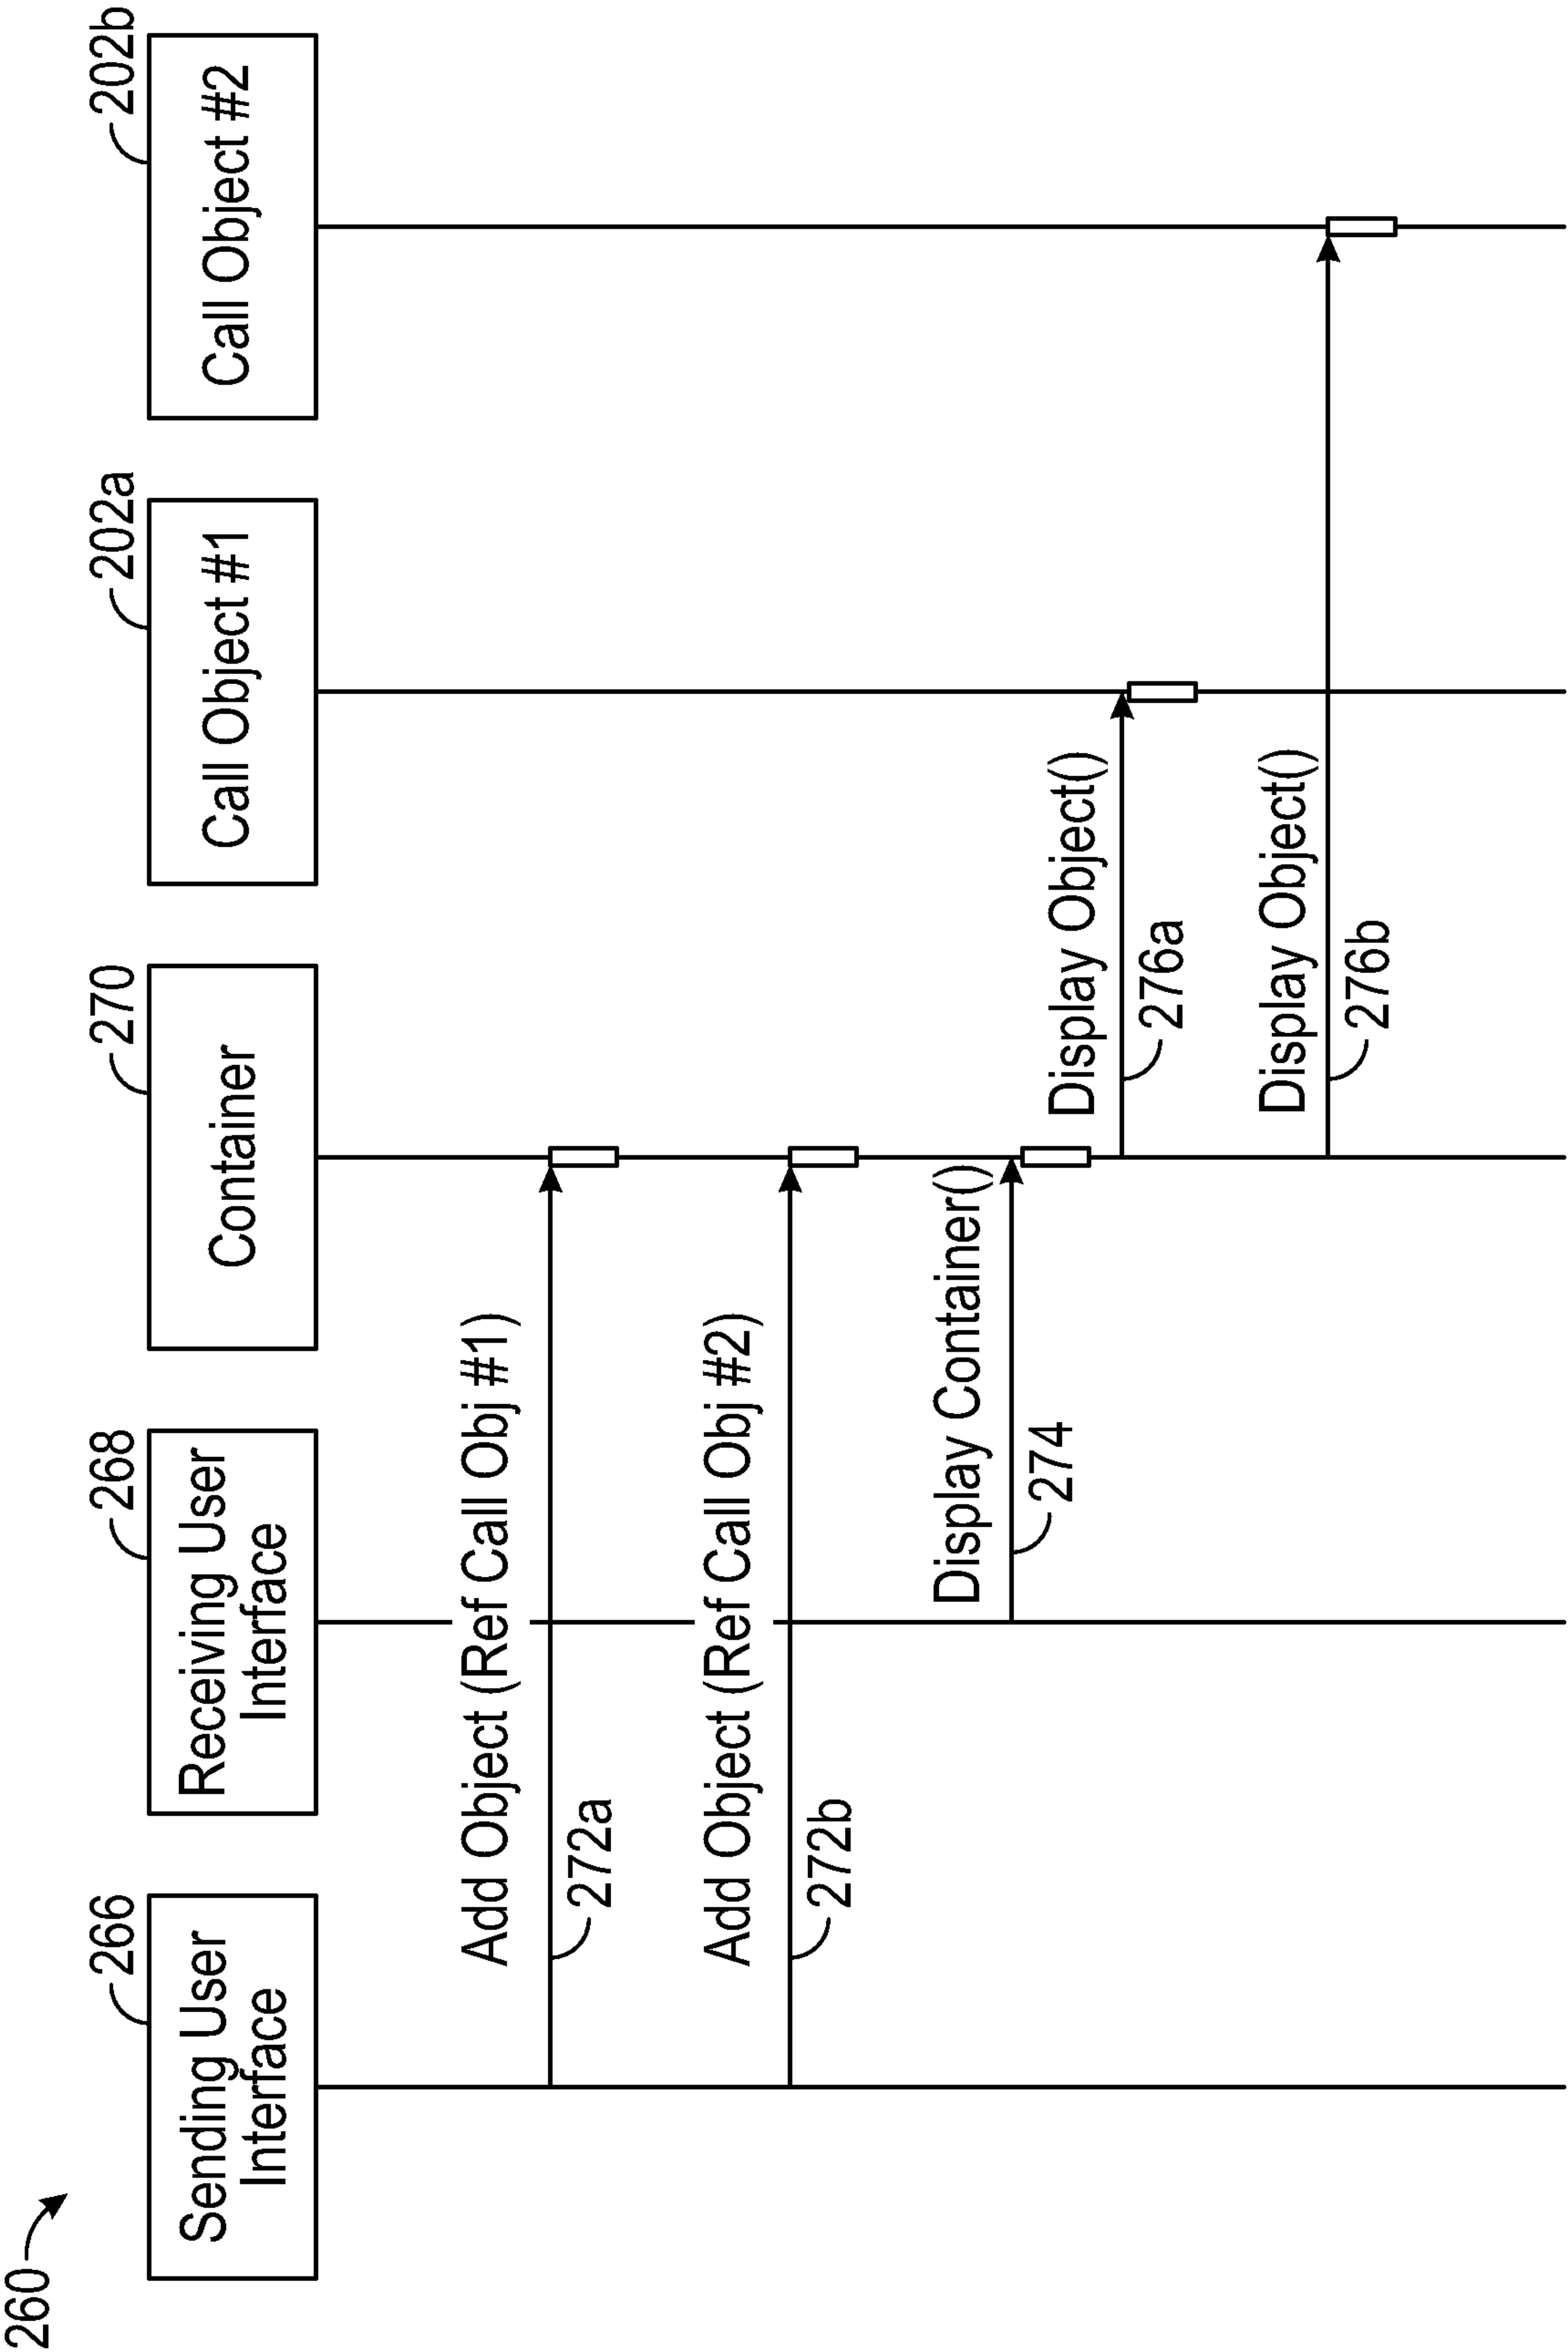 260
266
Sending User
Interface
268
Receiving User
Interface
270
Container
202a
Call Object #1
202b
Call Object #2
Add Object (Ref Call Obj #1)
272a
Add Object (Ref Call Obj #2)
272b
Display Container()
274
Display Object()
276a
Display Object()
276b